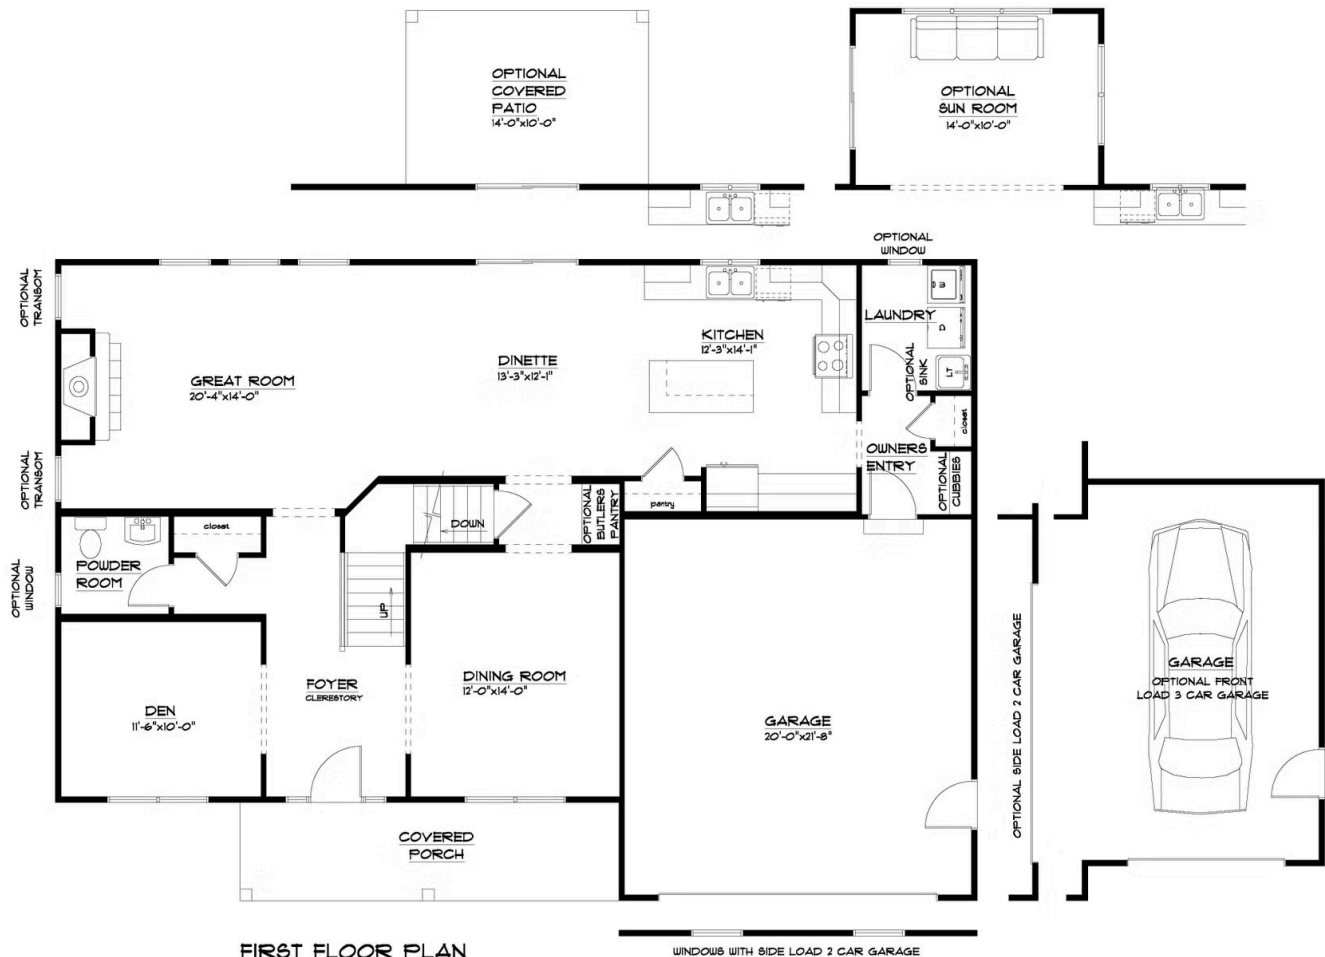 OPTIONAL
COVERED
PATIO
14'-0"x10'-0"
OPTIONAL
SUN ROOM
14'-0"x10'-0"
OPTIONAL
WINDOW
OPTIONAL
TRANSOM
LAUNDRY
W
D
OPTIONAL
SINK
LT
KITCHEN
12'-3"x14'-1"
DINETTE
13'-3"x12'-1"
GREAT ROOM
20'-4"x14'-0"
closet
OWNERS
ENTRY
OPTIONAL
CUBBIES
OPTIONAL
TRANSOM
pantry
OPTIONAL
BUTLERS
PANTRY
DOWN
closet
POWDER
ROOM
OPTIONAL
WINDOW
UP
FOYER
CLERESTORY
DINING ROOM
12'-0"x14'-0"
DEN
11'-6"x10'-0"
GARAGE
20'-0"x21'-8"
OPTIONAL SIDE LOAD 2 CAR GARAGE
GARAGE
OPTIONAL FRONT
LOAD 3 CAR GARAGE
COVERED
PORCH
FIRST FLOOR PLAN
WINDOWS WITH SIDE LOAD 2 CAR GARAGE